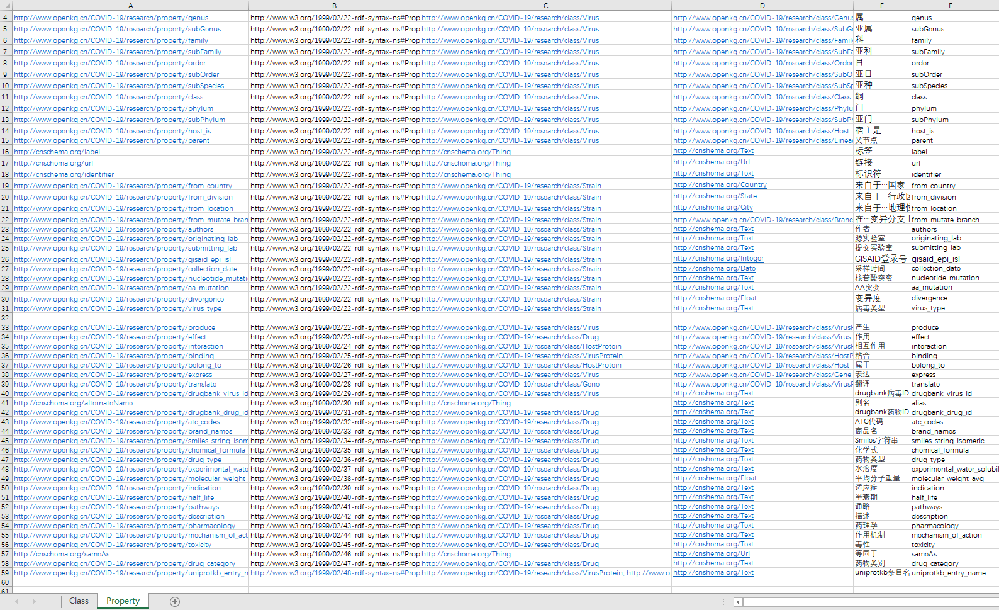 A B C D E F
4 http://www.openkg.cn/COVID-19/research/property/genus http://www.w3.org/1999/02/22-rdf-syntax-ns#Prop http://www.openkg.cn/COVID-19/research/class/Virus http://www.openkg.cn/COVID-19/research/class/Genu 属 genus
5 http://www.openkg.cn/COVID-19/research/property/subGenus http://www.w3.org/1999/02/22-rdf-syntax-ns#Prop http://www.openkg.cn/COVID-19/research/class/Virus http://www.openkg.cn/COVID-19/research/class/SubG 亚属 subGenus
6 http://www.openkg.cn/COVID-19/research/property/family http://www.w3.org/1999/02/22-rdf-syntax-ns#Prop http://www.openkg.cn/COVID-19/research/class/Virus http://www.openkg.cn/COVID-19/research/class/Famil 科 family
7 http://www.openkg.cn/COVID-19/research/property/subFamily http://www.w3.org/1999/02/22-rdf-syntax-ns#Prop http://www.openkg.cn/COVID-19/research/class/Virus http://www.openkg.cn/COVID-19/research/class/SubFa 亚科 subFamily
8 http://www.openkg.cn/COVID-19/research/property/order http://www.w3.org/1999/02/22-rdf-syntax-ns#Prop http://www.openkg.cn/COVID-19/research/class/Virus http://www.openkg.cn/COVID-19/research/class/Order 目 order
9 http://www.openkg.cn/COVID-19/research/property/subOrder http://www.w3.org/1999/02/22-rdf-syntax-ns#Prop http://www.openkg.cn/COVID-19/research/class/Virus http://www.openkg.cn/COVID-19/research/class/SubO 亚目 subOrder
10 http://www.openkg.cn/COVID-19/research/property/subSpecies http://www.w3.org/1999/02/22-rdf-syntax-ns#Prop http://www.openkg.cn/COVID-19/research/class/Virus http://www.openkg.cn/COVID-19/research/class/SubSp 亚种 subSpecies
11 http://www.openkg.cn/COVID-19/research/property/class http://www.w3.org/1999/02/22-rdf-syntax-ns#Prop http://www.openkg.cn/COVID-19/research/class/Virus http://www.openkg.cn/COVID-19/research/class/Class 纲 class
12 http://www.openkg.cn/COVID-19/research/property/phylum http://www.w3.org/1999/02/22-rdf-syntax-ns#Prop http://www.openkg.cn/COVID-19/research/class/Virus http://www.openkg.cn/COVID-19/research/class/Phylu 门 phylum
13 http://www.openkg.cn/COVID-19/research/property/subPhylum http://www.w3.org/1999/02/22-rdf-syntax-ns#Prop http://www.openkg.cn/COVID-19/research/class/Virus http://www.openkg.cn/COVID-19/research/class/SubPh 亚门 subPhylum
14 http://www.openkg.cn/COVID-19/research/property/host_is http://www.w3.org/1999/02/22-rdf-syntax-ns#Prop http://www.openkg.cn/COVID-19/research/class/Virus http://www.openkg.cn/COVID-19/research/class/Host 宿主是 host_is
15 http://www.openkg.cn/COVID-19/research/property/parent http://www.w3.org/1999/02/22-rdf-syntax-ns#Prop http://www.openkg.cn/COVID-19/research/class/Virus http://www.openkg.cn/COVID-19/research/class/Linea 父节点 parent
16 http://cnschema.org/label http://www.w3.org/1999/02/22-rdf-syntax-ns#Prop http://cnschema.org/Thing http://cnshema.org/Text 标签 label
17 http://cnschema.org/url http://www.w3.org/1999/02/22-rdf-syntax-ns#Prop http://cnschema.org/Thing http://cnshema.org/Url 链接 url
18 http://cnschema.org/identifier http://www.w3.org/1999/02/22-rdf-syntax-ns#Prop http://cnschema.org/Thing http://cnshema.org/Text 标识符 identifier
19 http://www.openkg.cn/COVID-19/research/property/from_country http://www.w3.org/1999/02/22-rdf-syntax-ns#Prop http://www.openkg.cn/COVID-19/research/class/Strain http://cnshema.org/Country 来自于…国家 from_country
20 http://www.openkg.cn/COVID-19/research/property/from_division http://www.w3.org/1999/02/22-rdf-syntax-ns#Prop http://www.openkg.cn/COVID-19/research/class/Strain http://cnshema.org/State 来自于…行政区 from_division
21 http://www.openkg.cn/COVID-19/research/property/from_location http://www.w3.org/1999/02/22-rdf-syntax-ns#Prop http://www.openkg.cn/COVID-19/research/class/Strain http://cnshema.org/City 来自于…地理位 from_location
22 http://www.openkg.cn/COVID-19/research/property/from_mutate_bran http://www.w3.org/1999/02/22-rdf-syntax-ns#Prop http://www.openkg.cn/COVID-19/research/class/Strain http://www.openkg.cn/COVID-19/research/class/Branc 在…变异分支上 from_mutate_branch
23 http://www.openkg.cn/COVID-19/research/property/authors http://www.w3.org/1999/02/22-rdf-syntax-ns#Prop http://www.openkg.cn/COVID-19/research/class/Strain http://cnshema.org/Text 作者 authors
24 http://www.openkg.cn/COVID-19/research/property/originating_lab http://www.w3.org/1999/02/22-rdf-syntax-ns#Prop http://www.openkg.cn/COVID-19/research/class/Strain http://cnshema.org/Text 源实验室 originating_lab
25 http://www.openkg.cn/COVID-19/research/property/submitting_lab http://www.w3.org/1999/02/22-rdf-syntax-ns#Prop http://www.openkg.cn/COVID-19/research/class/Strain http://cnshema.org/Text 提交实验室 submitting_lab
26 http://www.openkg.cn/COVID-19/research/property/gisaid_epi_isl http://www.w3.org/1999/02/22-rdf-syntax-ns#Prop http://www.openkg.cn/COVID-19/research/class/Strain http://cnshema.org/Integer GISAID登录号 gisaid_epi_isl
27 http://www.openkg.cn/COVID-19/research/property/collection_date http://www.w3.org/1999/02/22-rdf-syntax-ns#Prop http://www.openkg.cn/COVID-19/research/class/Strain http://cnshema.org/Date 采样时间 collection_date
28 http://www.openkg.cn/COVID-19/research/property/nucleotide_mutati http://www.w3.org/1999/02/22-rdf-syntax-ns#Prop http://www.openkg.cn/COVID-19/research/class/Strain http://cnshema.org/Text 核苷酸突变 nucleotide_mutation
29 http://www.openkg.cn/COVID-19/research/property/aa_mutation http://www.w3.org/1999/02/22-rdf-syntax-ns#Prop http://www.openkg.cn/COVID-19/research/class/Strain http://cnshema.org/Text AA突变 aa_mutation
30 http://www.openkg.cn/COVID-19/research/property/divergence http://www.w3.org/1999/02/22-rdf-syntax-ns#Prop http://www.openkg.cn/COVID-19/research/class/Strain http://cnshema.org/Float 变异度 divergence
31 http://www.openkg.cn/COVID-19/research/property/virus_type http://www.w3.org/1999/02/22-rdf-syntax-ns#Prop http://www.openkg.cn/COVID-19/research/class/Strain http://cnshema.org/Text 病毒类型 virus_type
32
33 http://www.openkg.cn/COVID-19/research/property/produce http://www.w3.org/1999/02/22-rdf-syntax-ns#Prop http://www.openkg.cn/COVID-19/research/class/Virus http://www.openkg.cn/COVID-19/research/class/VirusP 产生 produce
34 http://www.openkg.cn/COVID-19/research/property/effect http://www.w3.org/1999/02/23-rdf-syntax-ns#Prop http://www.openkg.cn/COVID-19/research/class/Drug http://www.openkg.cn/COVID-19/research/class/Virus 作用 effect
35 http://www.openkg.cn/COVID-19/research/property/interaction http://www.w3.org/1999/02/24-rdf-syntax-ns#Prop http://www.openkg.cn/COVID-19/research/class/HostProtein http://www.openkg.cn/COVID-19/research/class/VirusP 相互作用 interaction
36 http://www.openkg.cn/COVID-19/research/property/binding http://www.w3.org/1999/02/25-rdf-syntax-ns#Prop http://www.openkg.cn/COVID-19/research/class/VirusProtein http://www.openkg.cn/COVID-19/research/class/HostP 粘合 binding
37 http://www.openkg.cn/COVID-19/research/property/belong_to http://www.w3.org/1999/02/26-rdf-syntax-ns#Prop http://www.openkg.cn/COVID-19/research/class/HostProtein http://www.openkg.cn/COVID-19/research/class/Host 属于 belong_to
38 http://www.openkg.cn/COVID-19/research/property/express http://www.w3.org/1999/02/27-rdf-syntax-ns#Prop http://www.openkg.cn/COVID-19/research/class/Virus http://www.openkg.cn/COVID-19/research/class/Gene 表达 express
39 http://www.openkg.cn/COVID-19/research/property/translate http://www.w3.org/1999/02/28-rdf-syntax-ns#Prop http://www.openkg.cn/COVID-19/research/class/Gene http://www.openkg.cn/COVID-19/research/class/VirusP 翻译 translate
40 http://www.openkg.cn/COVID-19/research/property/drugbank_virus_id http://www.w3.org/1999/02/29-rdf-syntax-ns#Prop http://www.openkg.cn/COVID-19/research/class/Virus http://cnshema.org/Text drugbank病毒ID drugbank_virus_id
41 http://cnschema.org/alternateName http://www.w3.org/1999/02/30-rdf-syntax-ns#Prop http://cnschema.org/Thing http://cnshema.org/Text 别名 alias
42 http://www.openkg.cn/COVID-19/research/property/drugbank_drug_id http://www.w3.org/1999/02/31-rdf-syntax-ns#Prop http://www.openkg.cn/COVID-19/research/class/Drug http://cnshema.org/Text drugbank药物ID drugbank_drug_id
43 http://www.openkg.cn/COVID-19/research/property/atc_codes http://www.w3.org/1999/02/32-rdf-syntax-ns#Prop http://www.openkg.cn/COVID-19/research/class/Drug http://cnshema.org/Text ATC代码 atc_codes
44 http://www.openkg.cn/COVID-19/research/property/brand_names http://www.w3.org/1999/02/33-rdf-syntax-ns#Prop http://www.openkg.cn/COVID-19/research/class/Drug http://cnshema.org/Text 商品名 brand_names
45 http://www.openkg.cn/COVID-19/research/property/smiles_string_isom http://www.w3.org/1999/02/34-rdf-syntax-ns#Prop http://www.openkg.cn/COVID-19/research/class/Drug http://cnshema.org/Text Smiles字符串 smiles_string_isomeric
46 http://www.openkg.cn/COVID-19/research/property/chemical_formula http://www.w3.org/1999/02/35-rdf-syntax-ns#Prop http://www.openkg.cn/COVID-19/research/class/Drug http://cnshema.org/Text 化学式 chemical_formula
47 http://www.openkg.cn/COVID-19/research/property/drug_type http://www.w3.org/1999/02/36-rdf-syntax-ns#Prop http://www.openkg.cn/COVID-19/research/class/Drug http://cnshema.org/Text 药物类型 drug_type
48 http://www.openkg.cn/COVID-19/research/property/experimental_wate http://www.w3.org/1999/02/37-rdf-syntax-ns#Prop http://www.openkg.cn/COVID-19/research/class/Drug http://cnshema.org/Text 水溶度 experimental_water_solubil
49 http://www.openkg.cn/COVID-19/research/property/molecular_weight_ http://www.w3.org/1999/02/38-rdf-syntax-ns#Prop http://www.openkg.cn/COVID-19/research/class/Drug http://cnshema.org/Float 平均分子重量 molecular_weight_avg
50 http://www.openkg.cn/COVID-19/research/property/indication http://www.w3.org/1999/02/39-rdf-syntax-ns#Prop http://www.openkg.cn/COVID-19/research/class/Drug http://cnshema.org/Text 适应症 indication
51 http://www.openkg.cn/COVID-19/research/property/half_life http://www.w3.org/1999/02/40-rdf-syntax-ns#Prop http://www.openkg.cn/COVID-19/research/class/Drug http://cnshema.org/Text 半衰期 half_life
52 http://www.openkg.cn/COVID-19/research/property/pathways http://www.w3.org/1999/02/41-rdf-syntax-ns#Prop http://www.openkg.cn/COVID-19/research/class/Drug http://cnshema.org/Text 通路 pathways
53 http://www.openkg.cn/COVID-19/research/property/description http://www.w3.org/1999/02/42-rdf-syntax-ns#Prop http://www.openkg.cn/COVID-19/research/class/Drug http://cnshema.org/Text 描述 description
54 http://www.openkg.cn/COVID-19/research/property/pharmacology http://www.w3.org/1999/02/43-rdf-syntax-ns#Prop http://www.openkg.cn/COVID-19/research/class/Drug http://cnshema.org/Text 药理学 pharmacology
55 http://www.openkg.cn/COVID-19/research/property/mechanism_of_act http://www.w3.org/1999/02/44-rdf-syntax-ns#Prop http://www.openkg.cn/COVID-19/research/class/Drug http://cnshema.org/Text 作用机制 mechanism_of_action
56 http://www.openkg.cn/COVID-19/research/property/toxicity http://www.w3.org/1999/02/45-rdf-syntax-ns#Prop http://www.openkg.cn/COVID-19/research/class/Drug http://cnshema.org/Text 毒性 toxicity
57 http://cnschema.org/sameAs http://www.w3.org/1999/02/46-rdf-syntax-ns#Prop http://cnschema.org/Thing http://cnshema.org/Url 等同于 sameAs
58 http://www.openkg.cn/COVID-19/research/property/drug_category http://www.w3.org/1999/02/47-rdf-syntax-ns#Prop http://www.openkg.cn/COVID-19/research/class/Drug http://cnshema.org/Text 药物类别 drug_category
59 http://www.openkg.cn/COVID-19/research/property/uniprotkb_entry_n http://www.w3.org/1999/02/48-rdf-syntax-ns#Prop http://www.openkg.cn/COVID-19/research/class/VirusProtein, http://www.op http://cnshema.org/Text uniprotkb条目名 uniprotkb_entry_name
60
61
Class Property